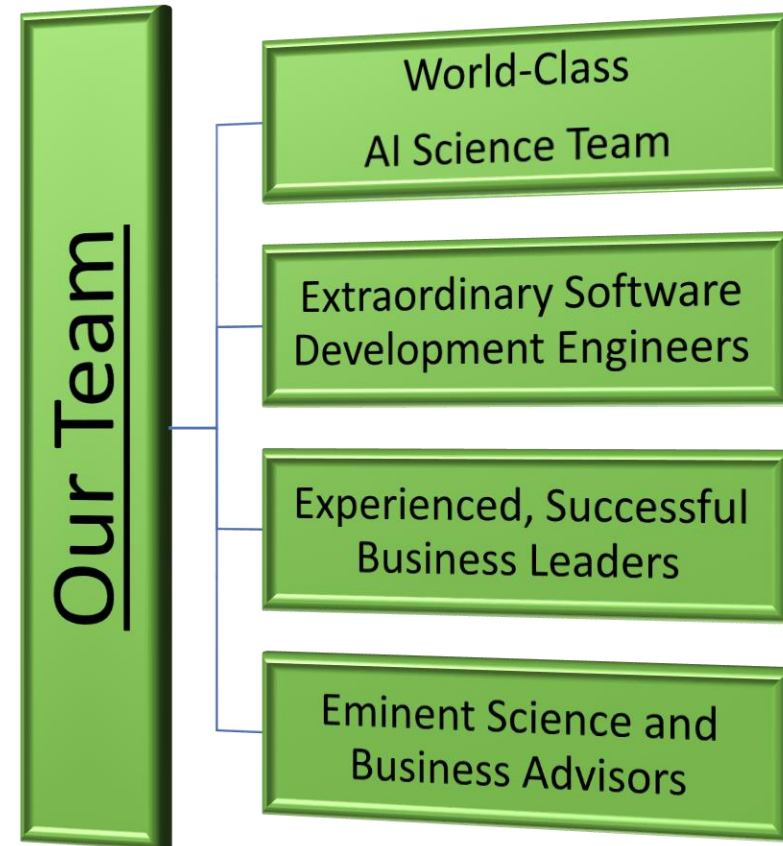 Our Team
World-Class
AI Science Team
Extraordinary Software
Development Engineers
Experienced, Successful
Business Leaders
Eminent Science and
Business Advisors